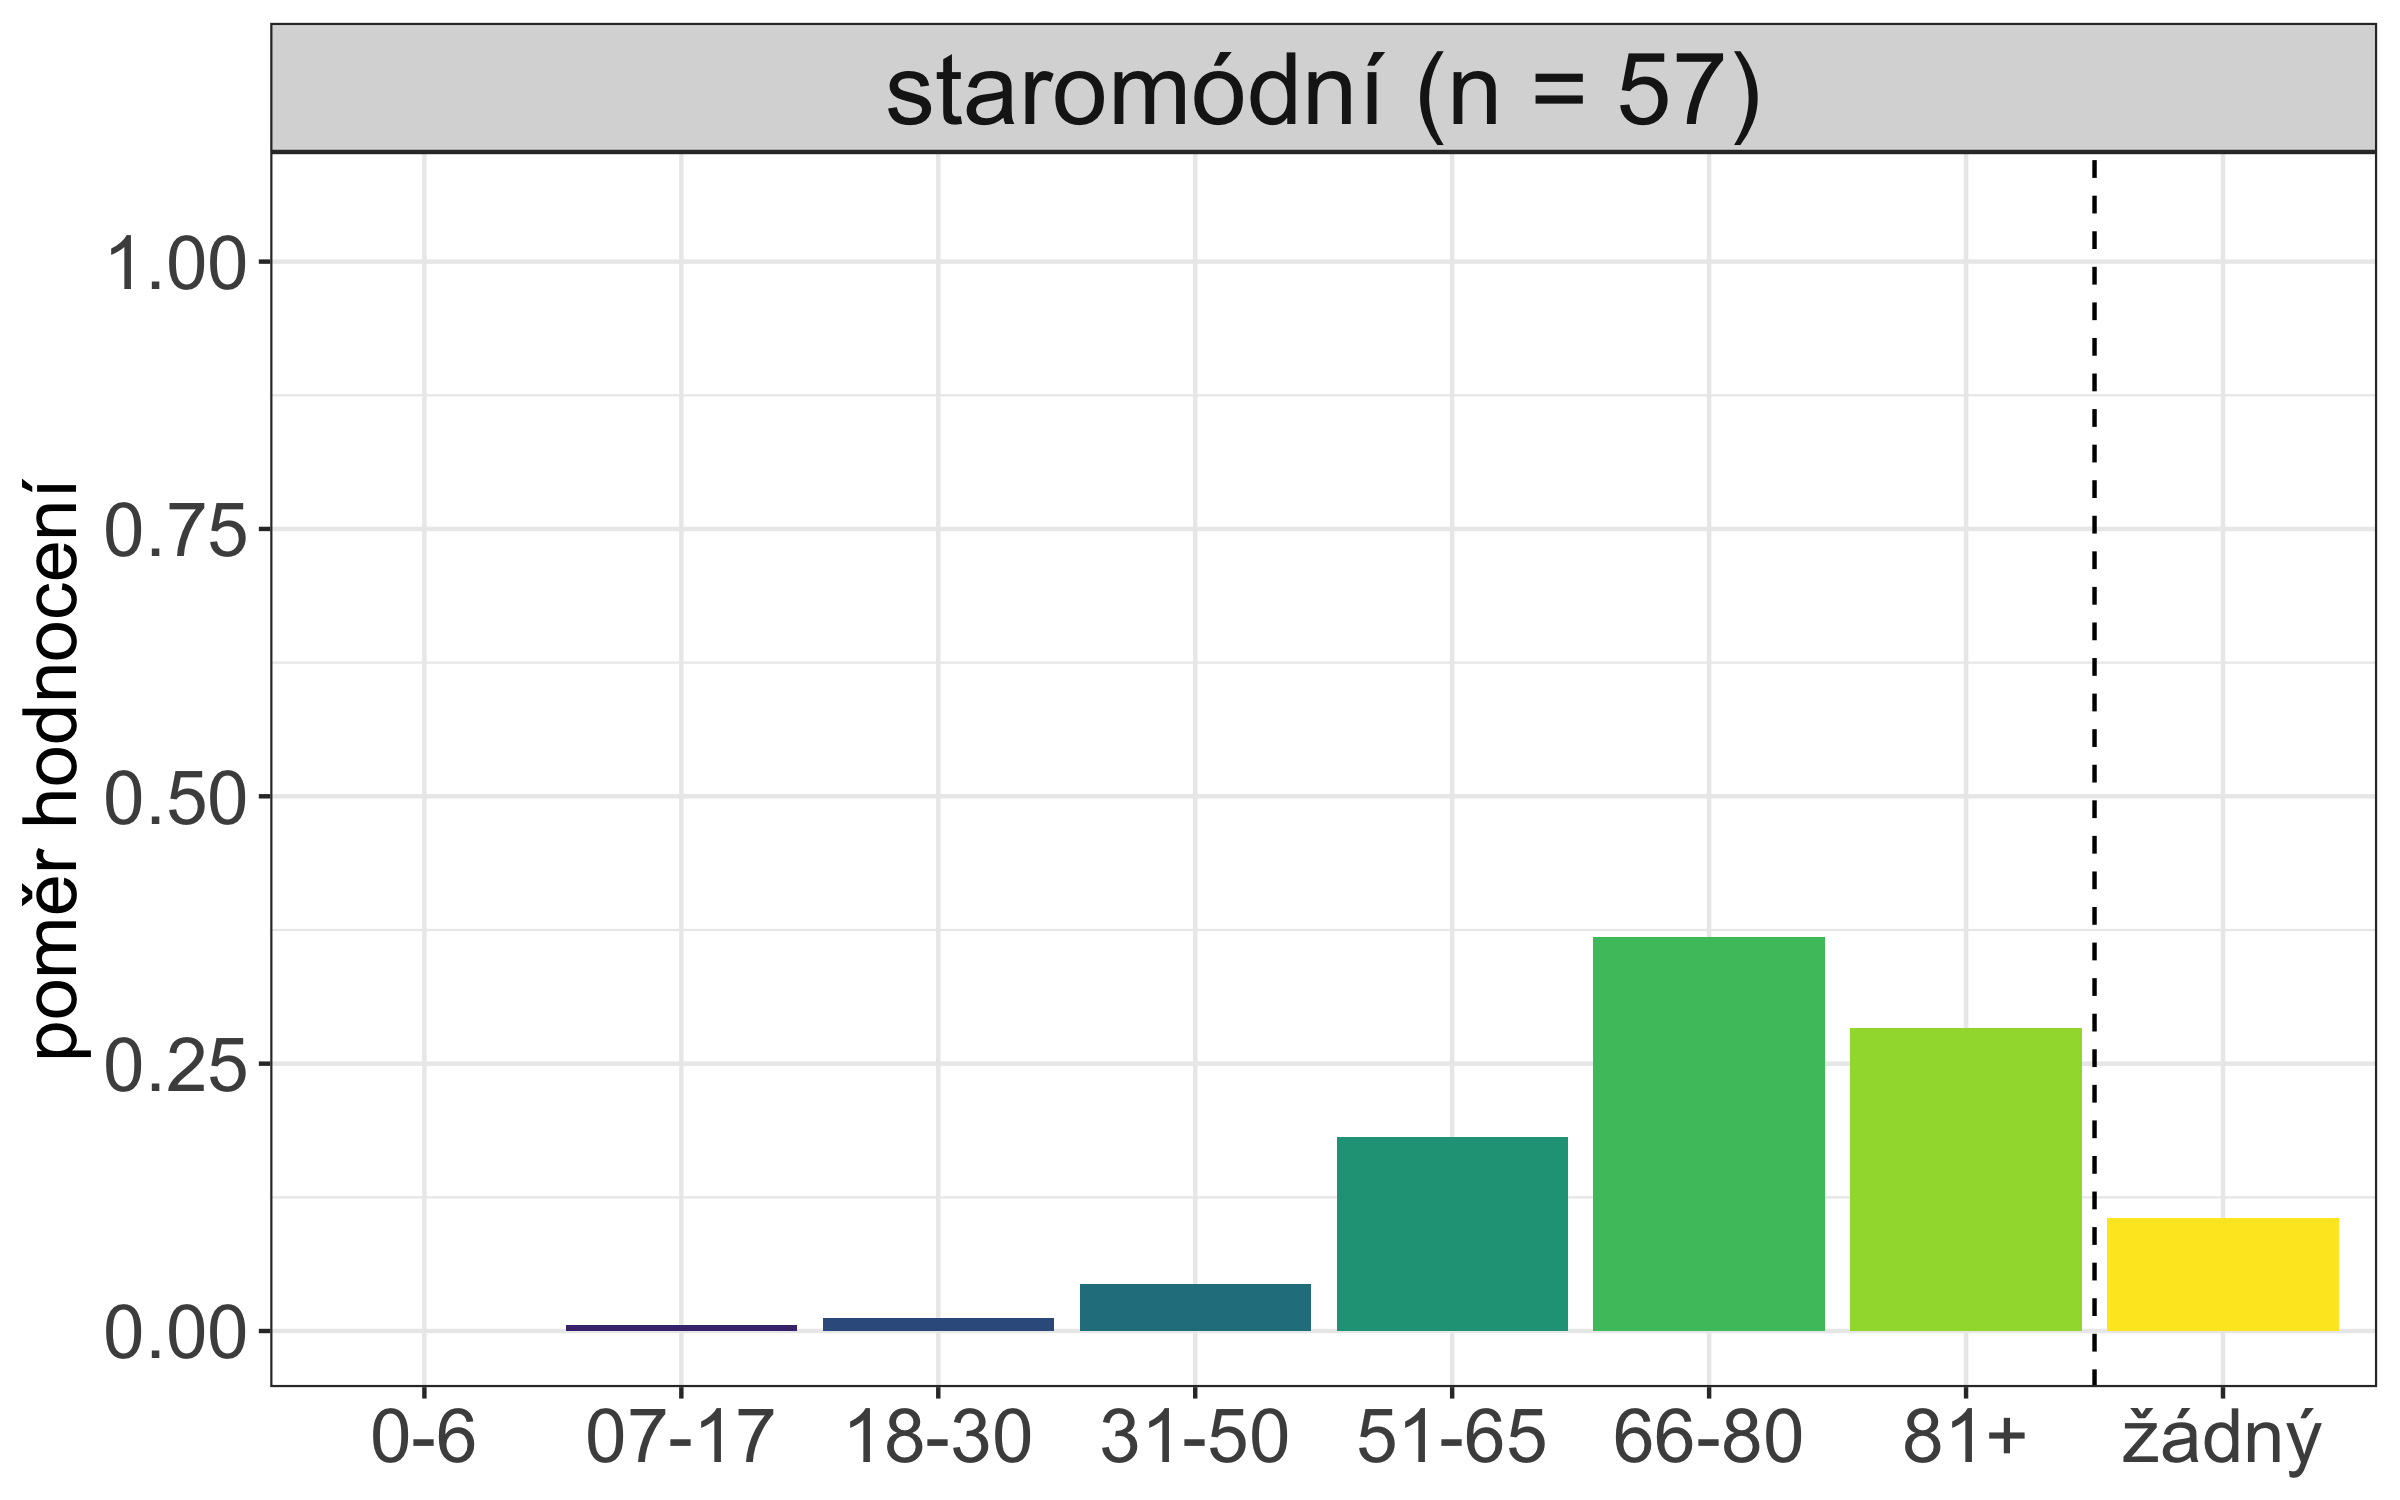 staromódní (n = 57)
poměr hodnocení
1.00
0.75
0.50
0.25
0.00
0-6 07-17 18-30 31-50 51-65 66-80 81+ žádný